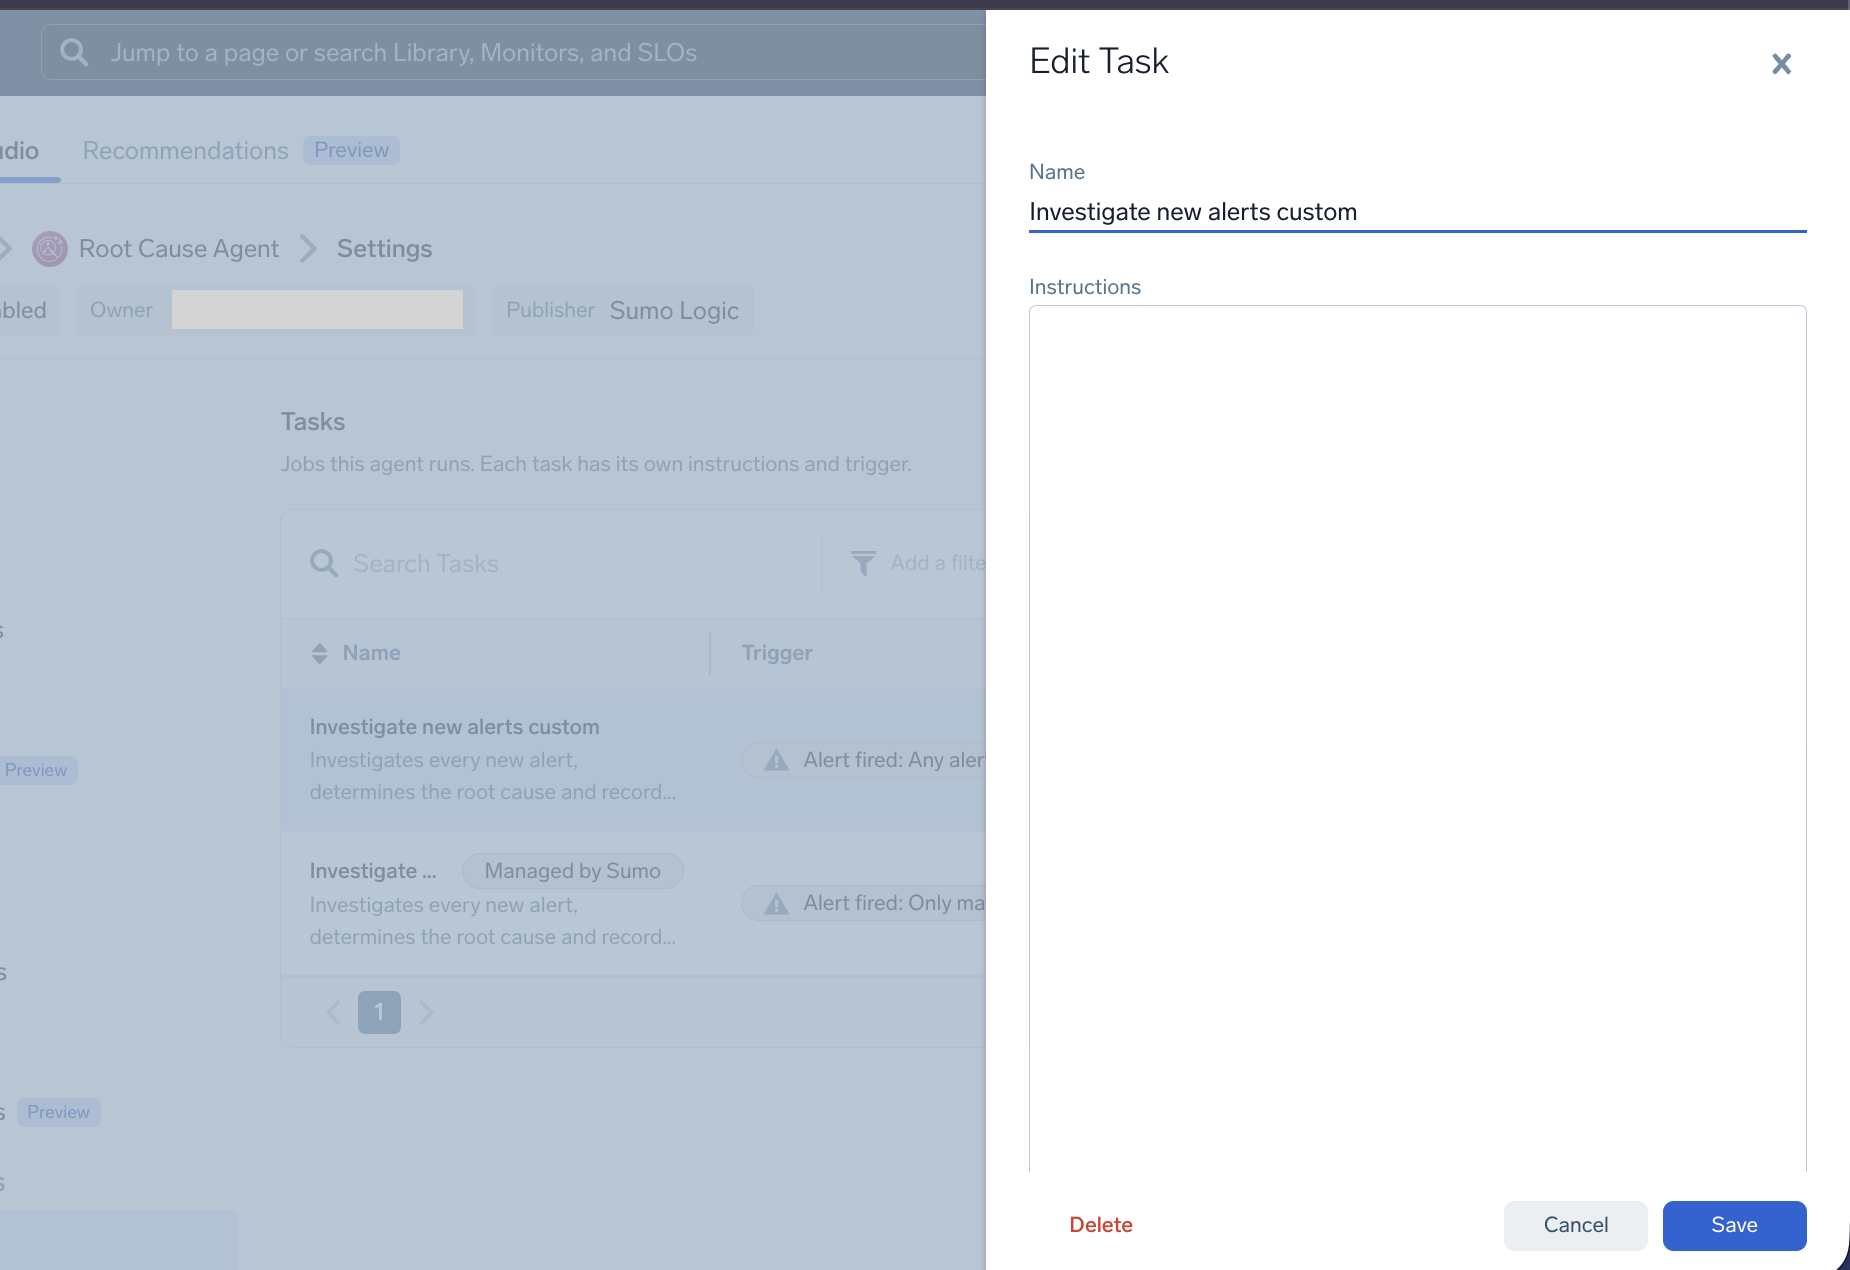 Jump to a page or search Library, Monitors, and SLOs
Recommendations Preview
Root Cause Agent Settings
Owner Publisher Sumo Logic
Tasks
Jobs this agent runs. Each task has its own instructions and trigger.
Search Tasks Add a filte
Name Trigger
Investigate new alerts custom
Investigates every new alert,
determines the root cause and record...
Alert fired: Any aler
Preview
Investigate ... Managed by Sumo
Investigates every new alert,
determines the root cause and record...
Alert fired: Only ma
1
Preview
Edit Task
Name
Investigate new alerts custom
Instructions
Delete Cancel Save